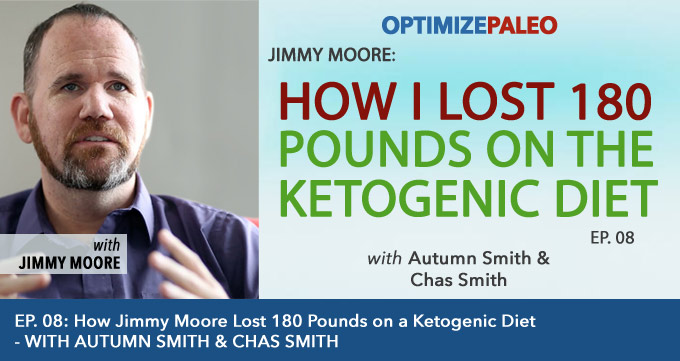 OPTIMIZEPALEO
JIMMY MOORE:
HOW I LOST 180
POUNDS ON THE
KETOGENIC DIET
EP. 08
with Autumn Smith &
Chas Smith
with
JIMMY MOORE
EP. 08: How Jimmy Moore Lost 180 Pounds on a Ketogenic Diet
- WITH AUTUMN SMITH & CHAS SMITH